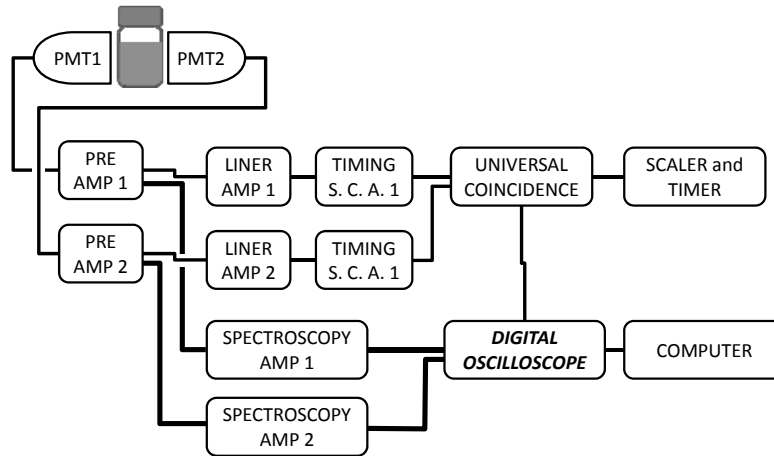 PMT1
PMT2
PRE
AMP 1
LINER
AMP 1
TIMING
S. C. A. 1
UNIVERSAL
COINCIDENCE
SCALER and
TIMER
PRE
AMP 2
LINER
AMP 2
TIMING
S. C. A. 1
SPECTROSCOPY
AMP 1
DIGITAL
OSCILLOSCOPE
COMPUTER
SPECTROSCOPY
AMP 2